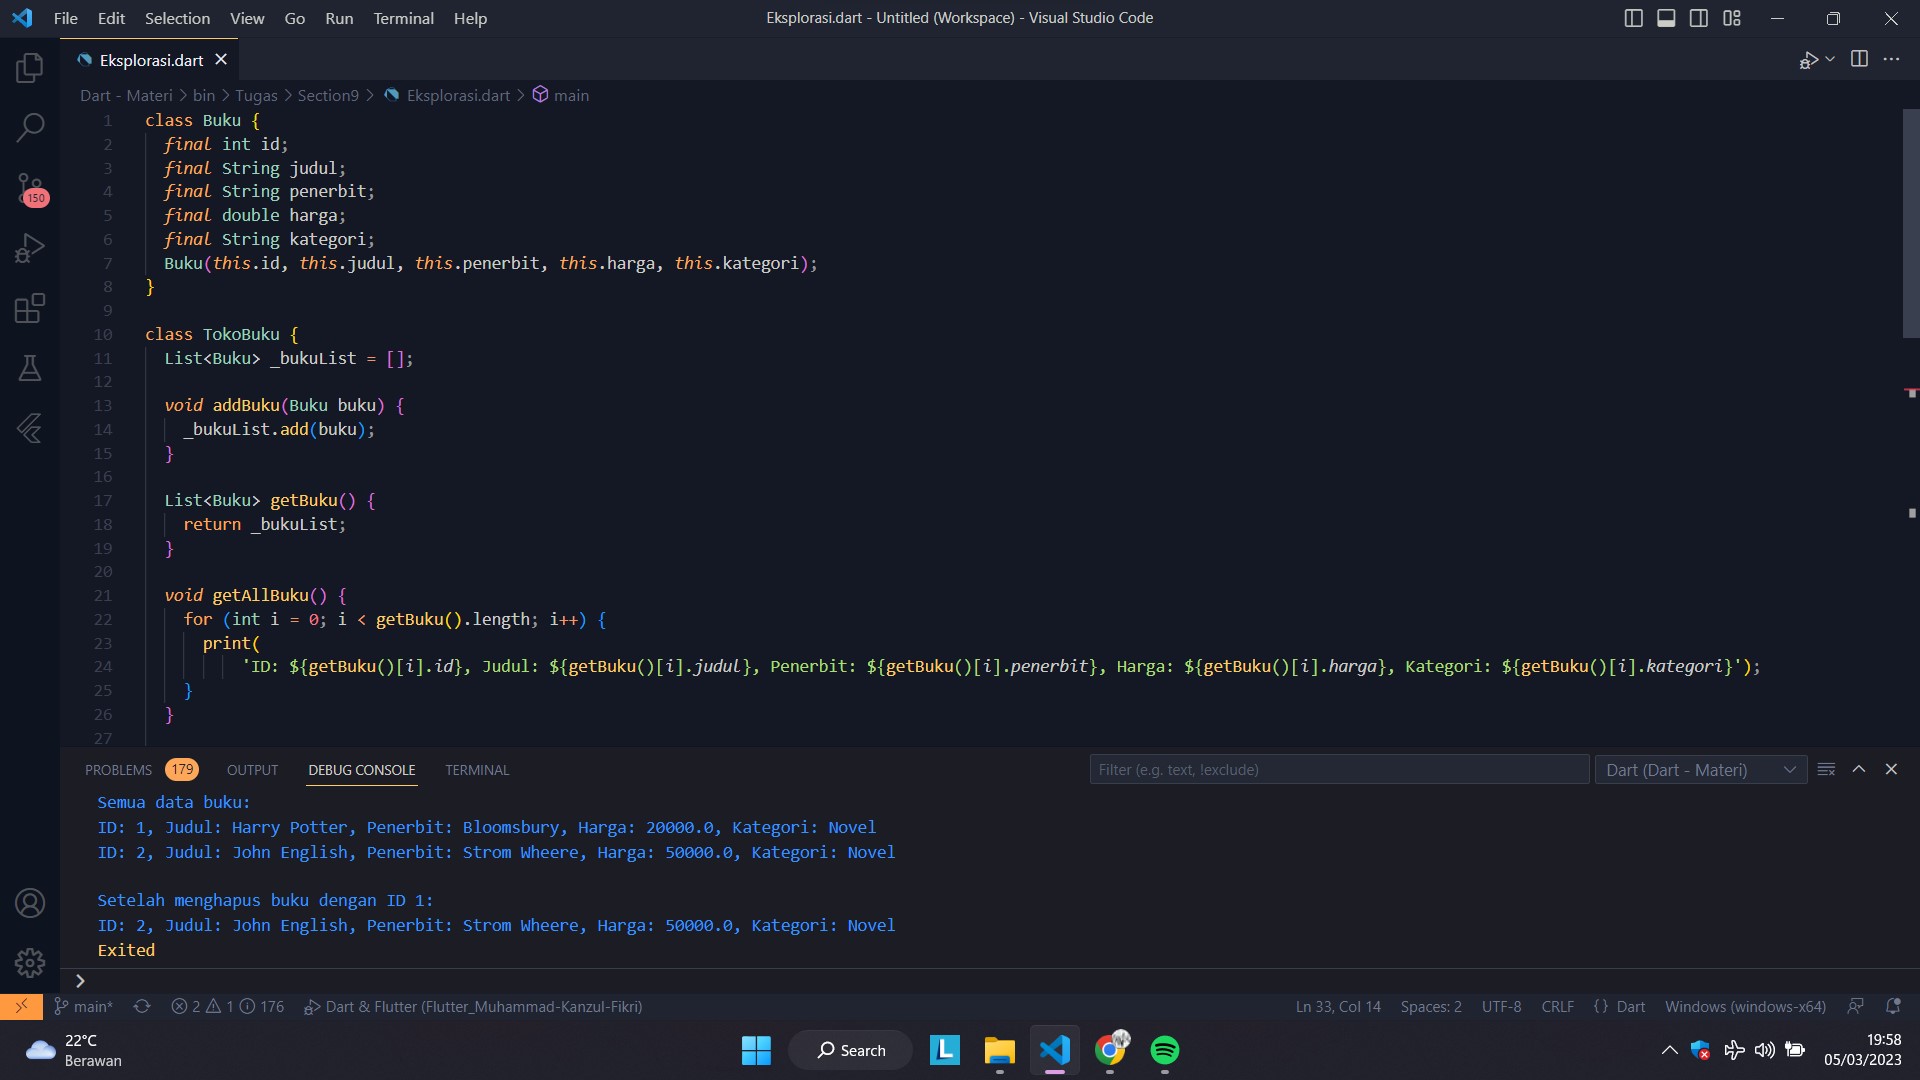 File Edit Selection View Go Run Terminal Help
Eksplorasi.dart - Untitled (Workspace) - Visual Studio Code
Eksplorasi.dart
Dart - Materi > bin > Tugas > Section9 > Eksplorasi.dart > main
1 class Buku {
2 final int id;
3 final String judul;
4 final String penerbit;
5 final double harga;
6 final String kategori;
7 Buku(this.id, this.judul, this.penerbit, this.harga, this.kategori);
8 }
9
10 class TokoBuku {
11 List<Buku> _bukuList = [];
12
13 void addBuku(Buku buku) {
14 _bukuList.add(buku);
15 }
16
17 List<Buku> getBuku() {
18 return _bukuList;
19 }
20
21 void getAllBuku() {
22 for (int i = 0; i < getBuku().length; i++) {
23 print(
24 'ID: ${getBuku()[i].id}, Judul: ${getBuku()[i].judul}, Penerbit: ${getBuku()[i].penerbit}, Harga: ${getBuku()[i].harga}, Kategori: ${getBuku()[i].kategori}');
25 }
26 }
27
150
PROBLEMS 179 OUTPUT DEBUG CONSOLE TERMINAL
Filter (e.g. text, !exclude)
Dart (Dart - Materi)
Semua data buku:
ID: 1, Judul: Harry Potter, Penerbit: Bloomsbury, Harga: 20000.0, Kategori: Novel
ID: 2, Judul: John English, Penerbit: Strom Wheere, Harga: 50000.0, Kategori: Novel
Setelah menghapus buku dengan ID 1:
ID: 2, Judul: John English, Penerbit: Strom Wheere, Harga: 50000.0, Kategori: Novel
Exited
main* 2 1 176 Dart & Flutter (Flutter_Muhammad-Kanzul-Fikri)
Ln 33, Col 14 Spaces: 2 UTF-8 CRLF {} Dart Windows (windows-x64)
22°C
Berawan
Search
L
19:58
05/03/2023